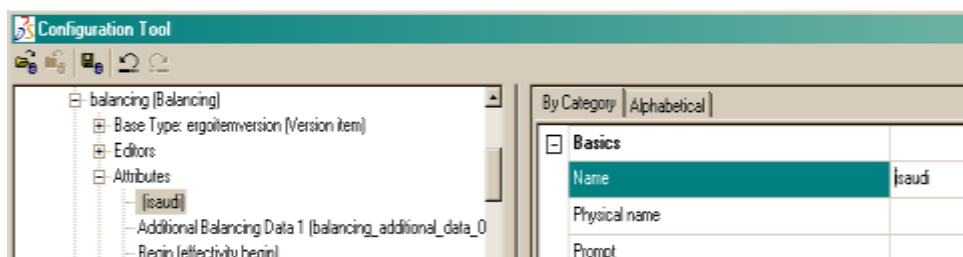 Configuration Tool
balancing (Balancing)
Base Type: ergoitemversion (Version item)
Editors
Attributes
(isaudi)
Additional Balancing Data 1 (balancing_additional_data_0
Begin (effectivity begin)
By Category Alphabetical
Basics
Name isaudi
Physical name
Prompt